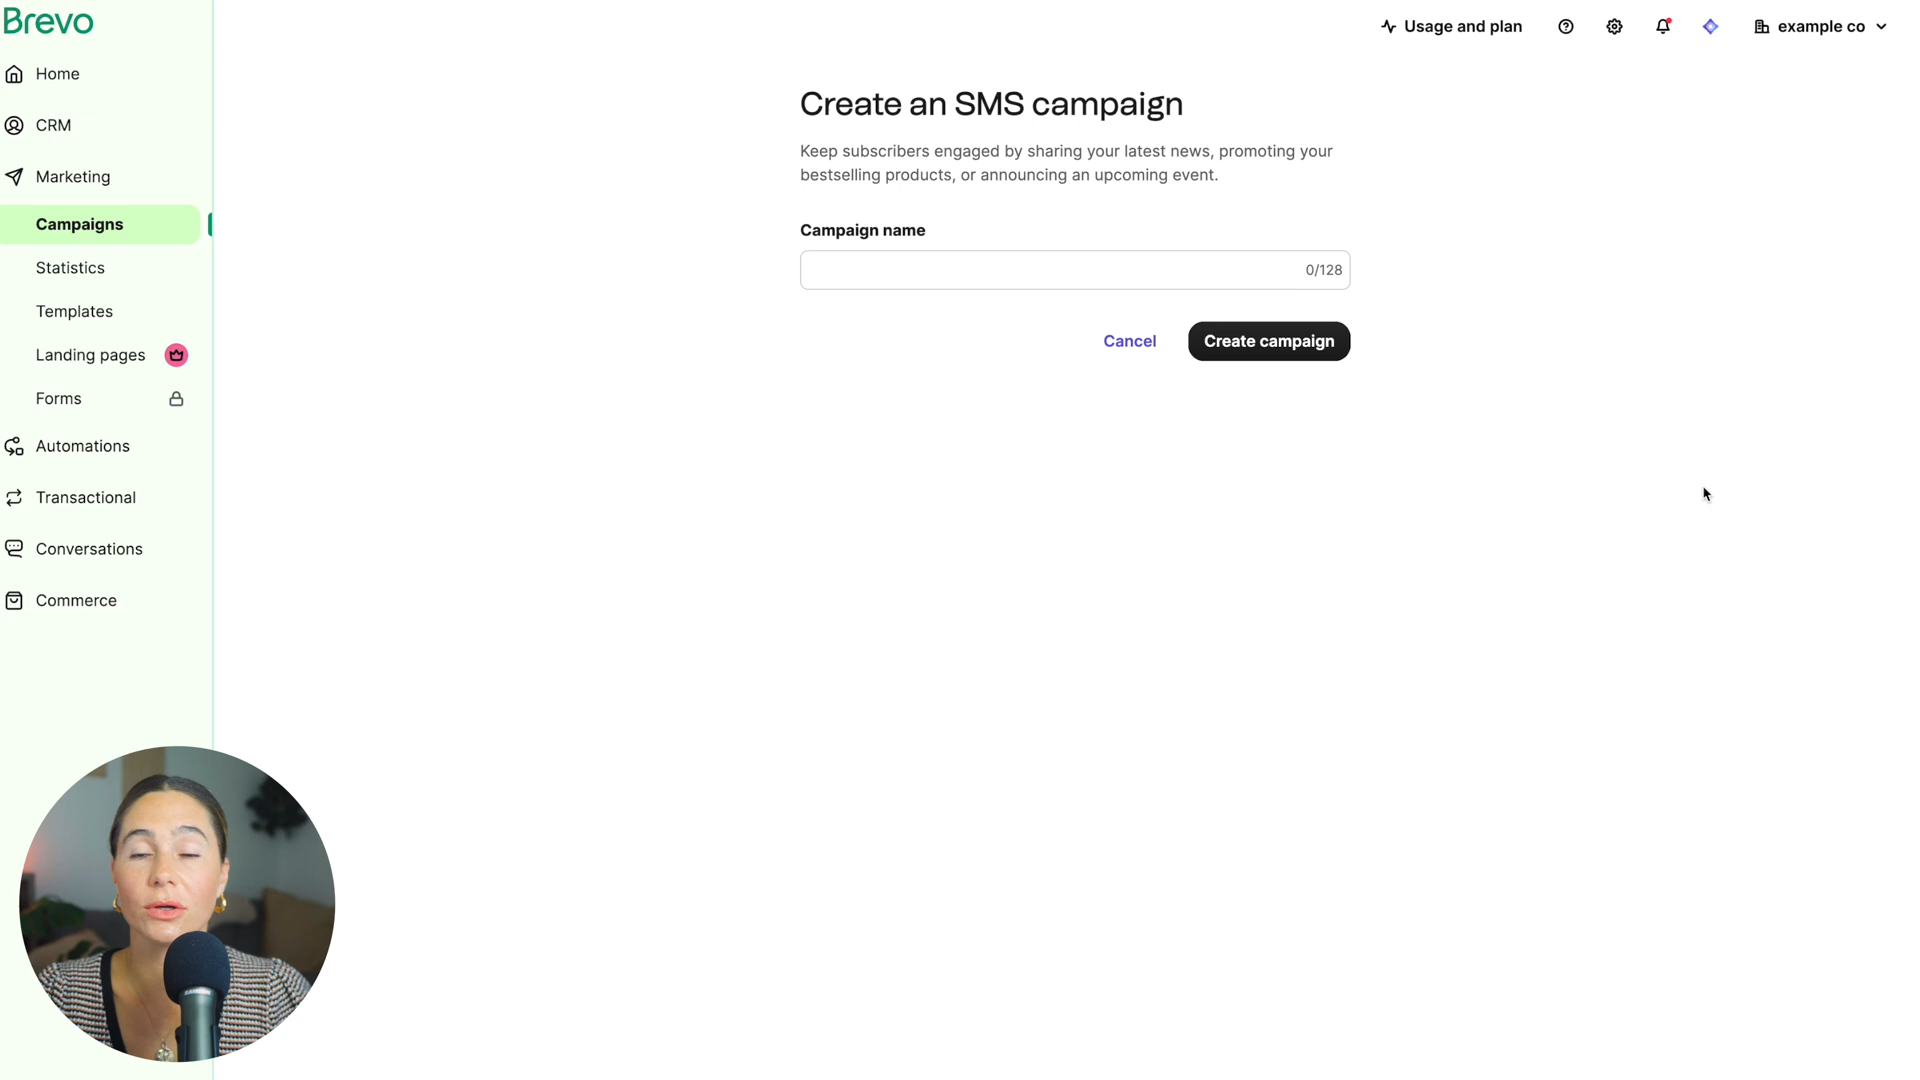 Brevo
Usage and plan
example co
Home
CRM
Marketing
Campaigns
Statistics
Templates
Landing pages
Forms
Automations
Transactional
Conversations
Commerce
Create an SMS campaign
Keep subscribers engaged by sharing your latest news, promoting your
bestselling products, or announcing an upcoming event.
Campaign name
0/128
Cancel
Create campaign